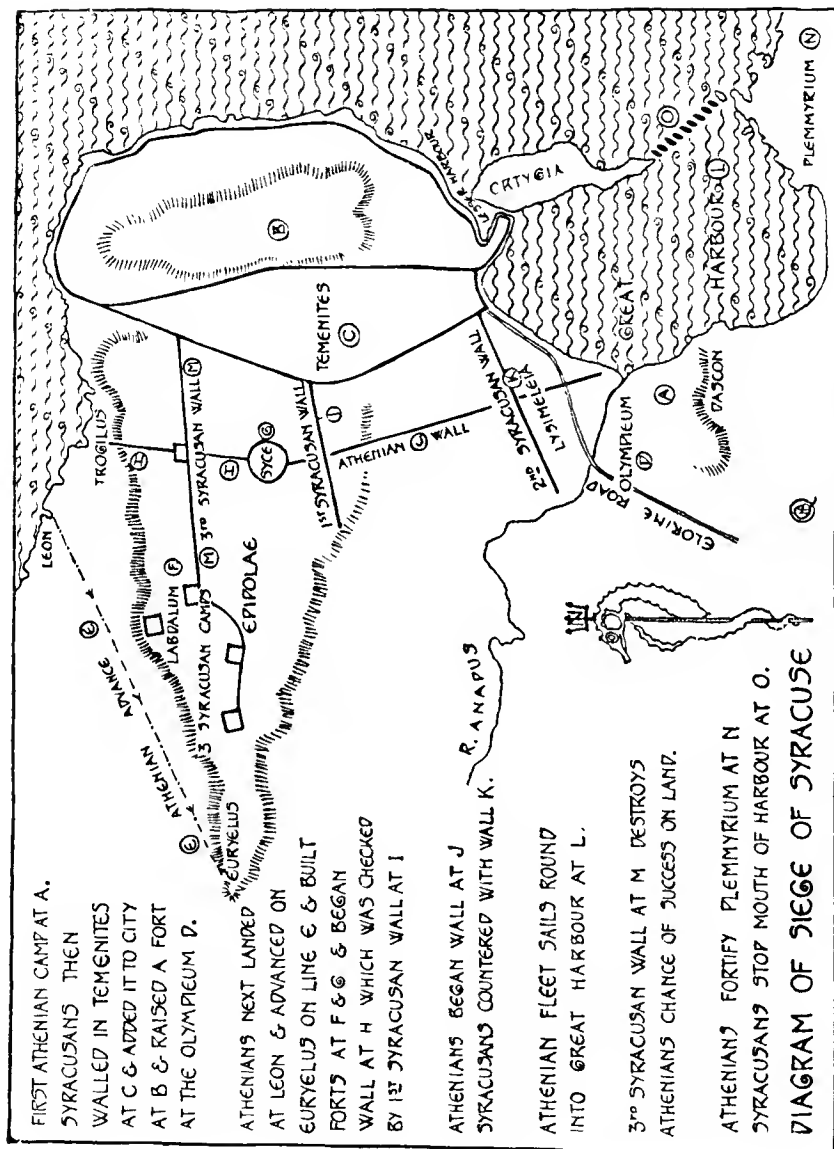 FIRST ATHENIAN CAMP AT A.
SYRACUSANS THEN
WALLED IN TEMENITES
AT C & ADDED IT TO CITY
AT B & RAISED A FORT
AT THE OLYMPIEUM D.
ATHENIANS NEXT LANDED
AT LEON & ADVANCED ON
EURYELUS ON LINE E & BUILT
FORTS AT F & G & BEGAN
WALL AT H WHICH WAS CHECKED
BY 1ST SYRACUSAN WALL AT I
ATHENIANS BEGAN WALL AT J
SYRACUSANS COUNTERED WITH WALL K.
ATHENIAN FLEET SAILS ROUND
INTO GREAT HARBOUR AT L.
3RD SYRACUSAN WALL AT M DESTROYS
ATHENIANS CHANCE OF SUCCESS ON LAND.
ATHENIANS FORTIFY PLEMMYRIUM AT N
SYRACUSANS STOP MOUTH OF HARBOUR AT O.
DIAGRAM OF SIEGE OF SYRACUSE
LEON
E ATHENIAN ADVANCE E
TROGILUS
LABDALUM F
EURYELUS
3 SYRACUSAN CAMPS
M 3RD SYRACUSAN WALL M
EPIPOLAE
SYCE G
B
TEMENITES
C
1ST SYRACUSAN WALL
ATHENIAN J WALL
2ND SYRACUSAN WALL
K
LYSIMELEIA
LESSER HARBOUR
ORTYGIA
O
GREAT HARBOUR L
PLEMMYRIUM N
R. ANAPUS
OLYMPIEUM
D
A
DASCON
ELORINE ROAD
N